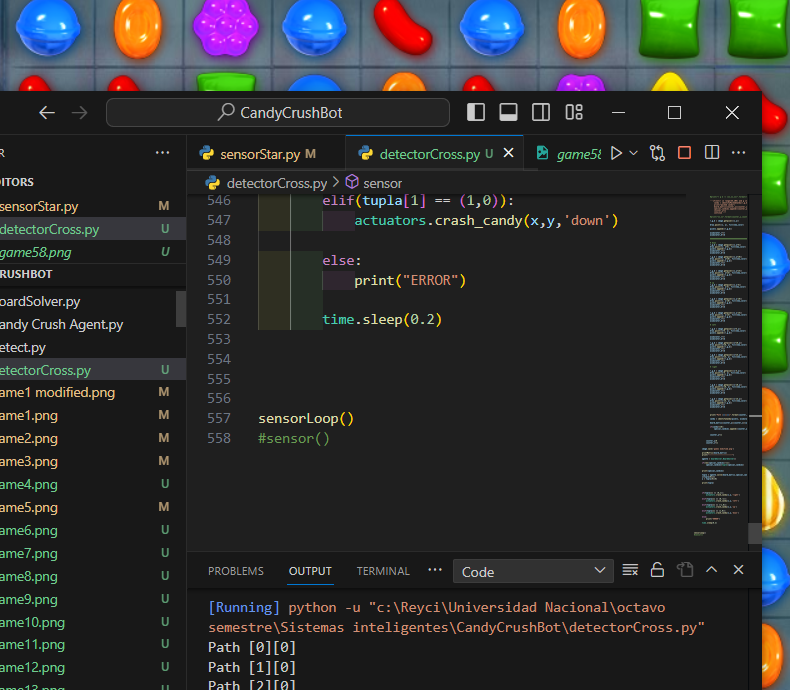 CandyCrushBot
R
sensorStar.py M
detectorCross.py U
game58
ITORS
detectorCross.py > sensor
sensorStar.py M
detectorCross.py U
game58.png U
RUSHBOT
oardSolver.py
andy Crush Agent.py
etect.py
etectorCross.py U
ame1 modified.png M
ame1.png M
ame2.png M
ame3.png M
ame4.png U
ame5.png M
ame6.png U
ame7.png U
ame8.png U
ame9.png U
ame10.png U
ame11.png U
ame12.png U
ame13.png U
546 elif(tupla[1] == (1,0)):
547 actuators.crash_candy(x,y,'down')
548
549 else:
550 print("ERROR")
551
552 time.sleep(0.2)
553
554
555
556
557 sensorLoop()
558 #sensor()
PROBLEMS OUTPUT TERMINAL ··· Code
[Running] python -u "c:\Reyci\Universidad Nacional\octavo
semestre\Sistemas inteligentes\CandyCrushBot\detectorCross.py"
Path [0][0]
Path [1][0]
Path [2][0]